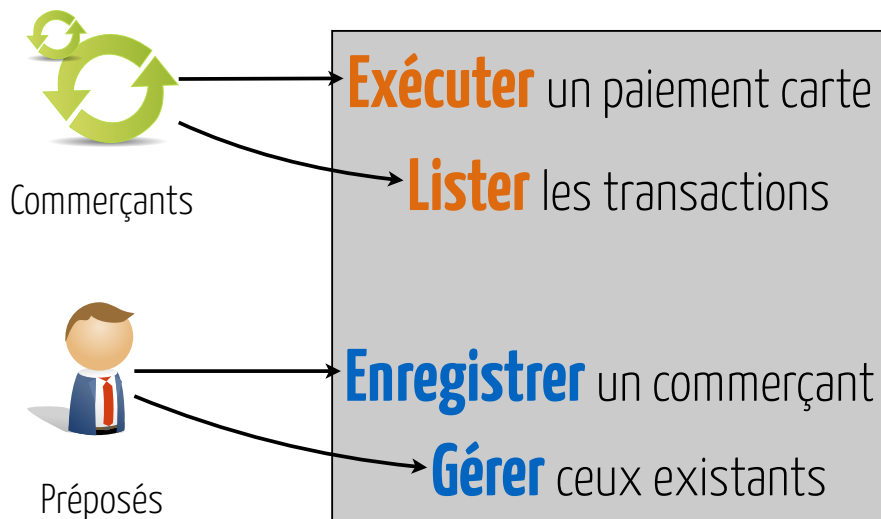 Exécuter un paiement carte
Commerçants
Lister les transactions
Enregistrer un commerçant
Gérer ceux existants
Préposés